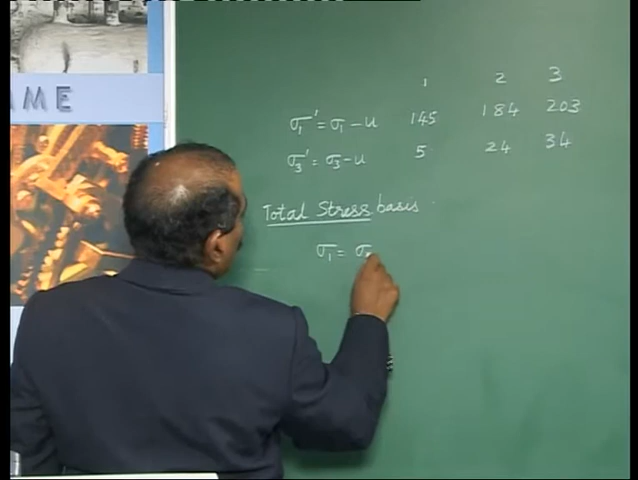 AME
1 2 3
σ₁' = σ₁ - u 145 184 203
σ₃' = σ₃ - u 5 24 34
Total Stress basis
σ₁ = σ